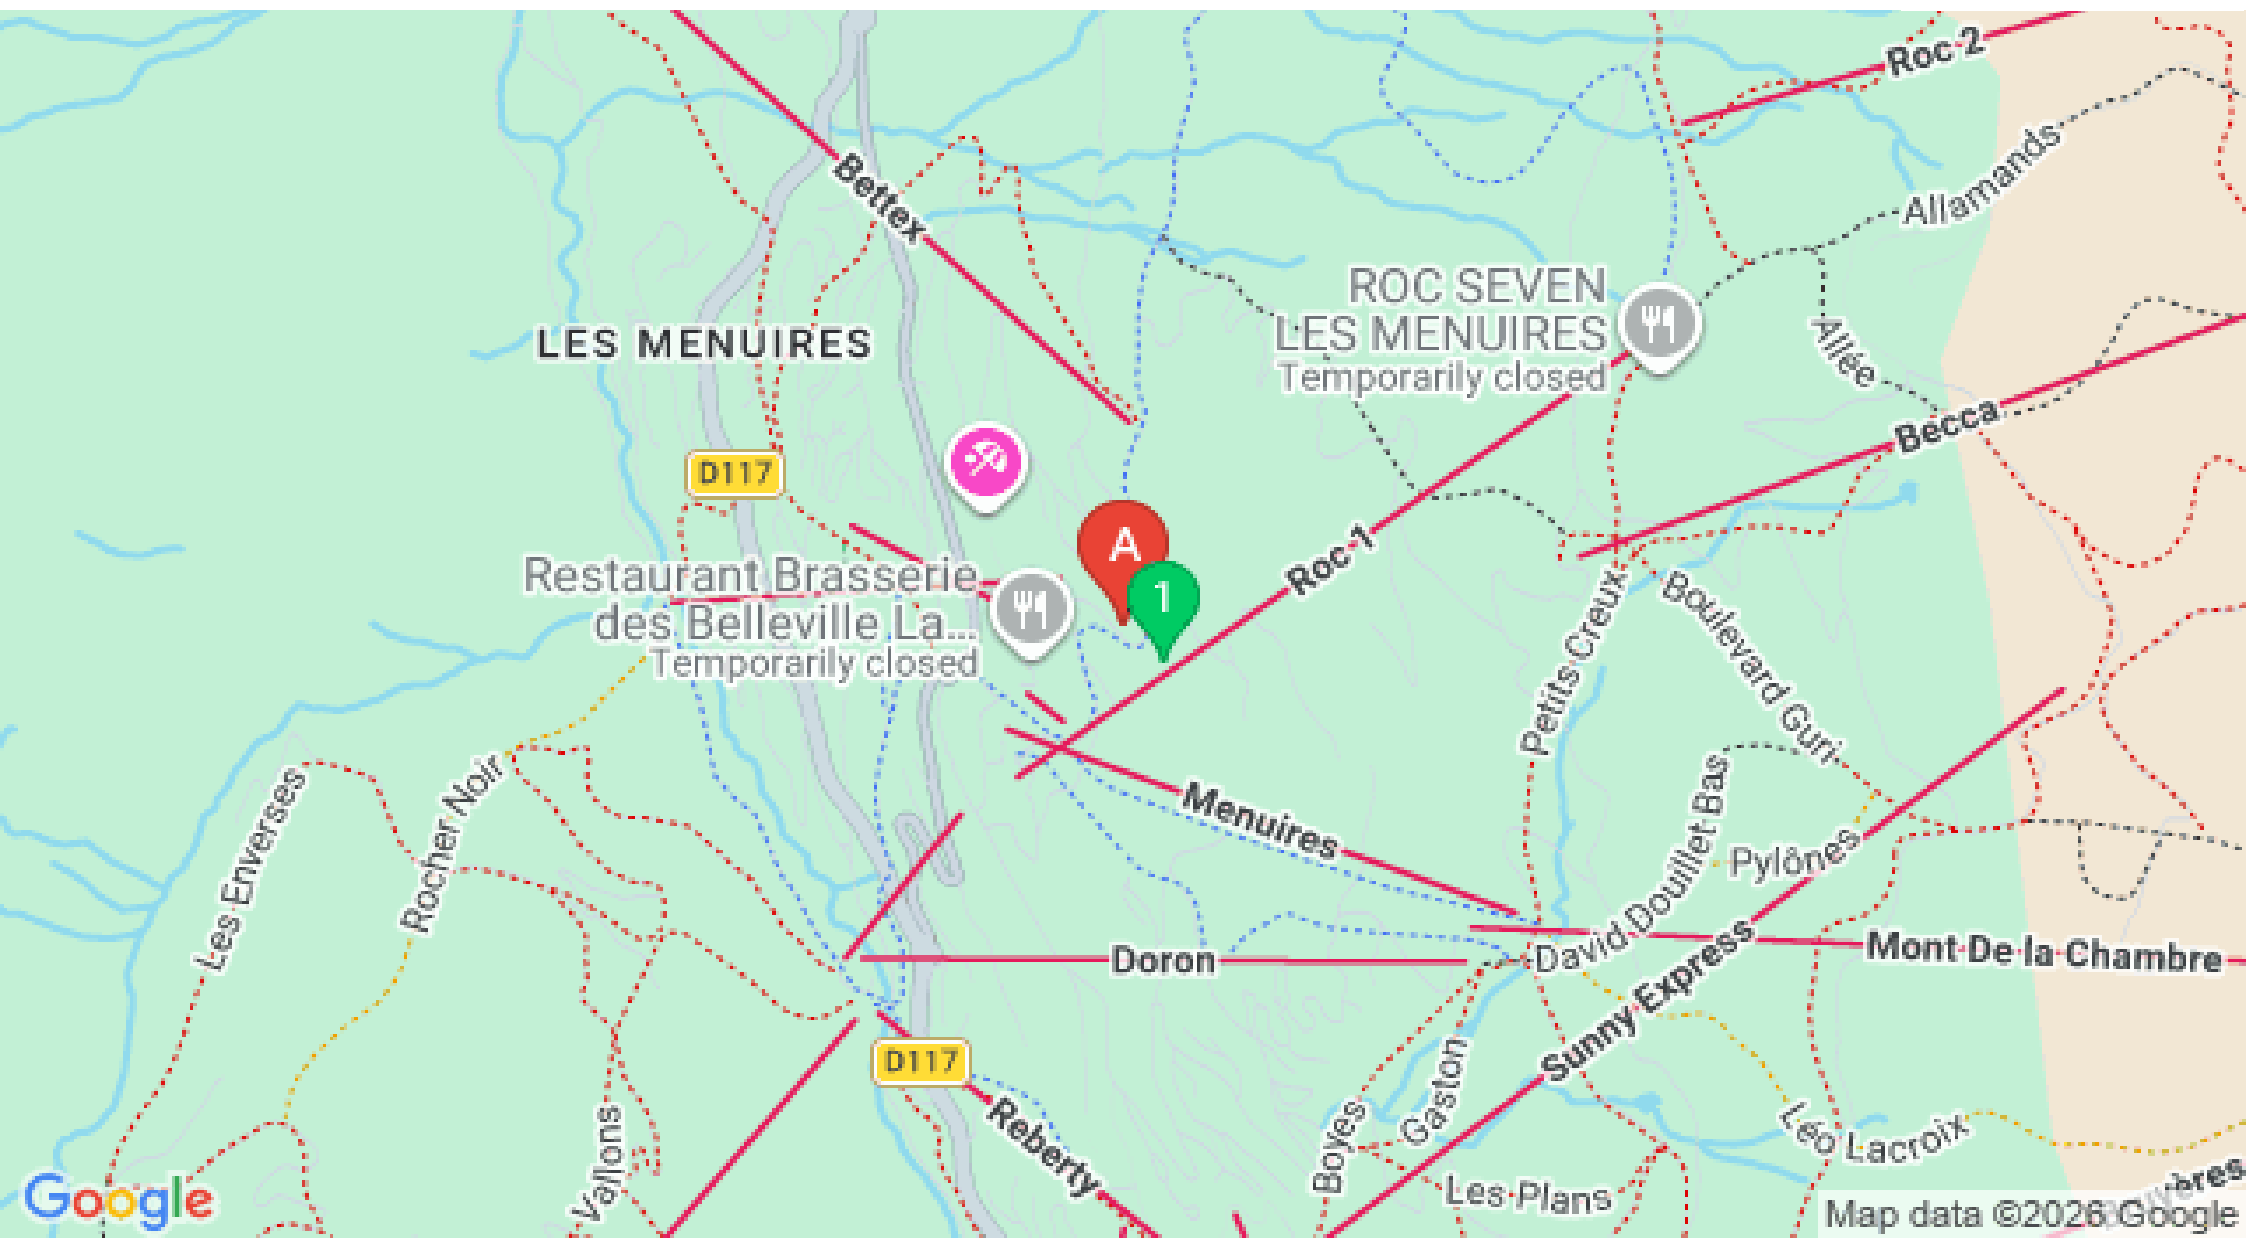 Roc 2
Bettex
Allamands
ROC SEVEN
LES MENUIRES
Temporarily closed
LES MENUIRES
Allée
Becca
D117
A
1
Roc 1
Restaurant Brasserie
des Belleville La...
Temporarily closed
Petits Creux
Boulevard Guri
Les Enverses
Rocher Noir
Menuires
David Douillet Bas
Pylônes
Doron
Mont De la Chambre
Sunny Express
D117
Reberty
Vallons
Boyes
Gaston
Léo Lacroix
Les Plans
Google
Map data ©2026 Google